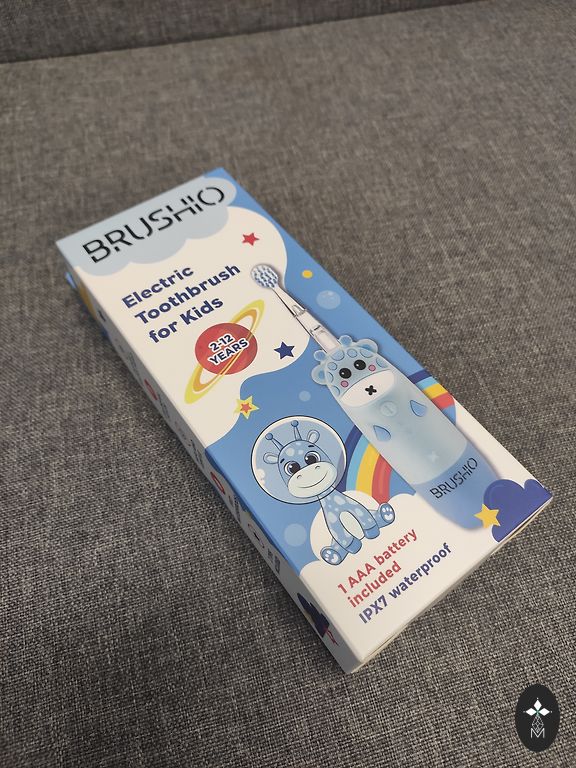 BRUSHIO
Electric
Toothbrush
for Kids
2-12
YEARS
BRUSHIO
1 AAA battery
included
IPX7 waterproof
M